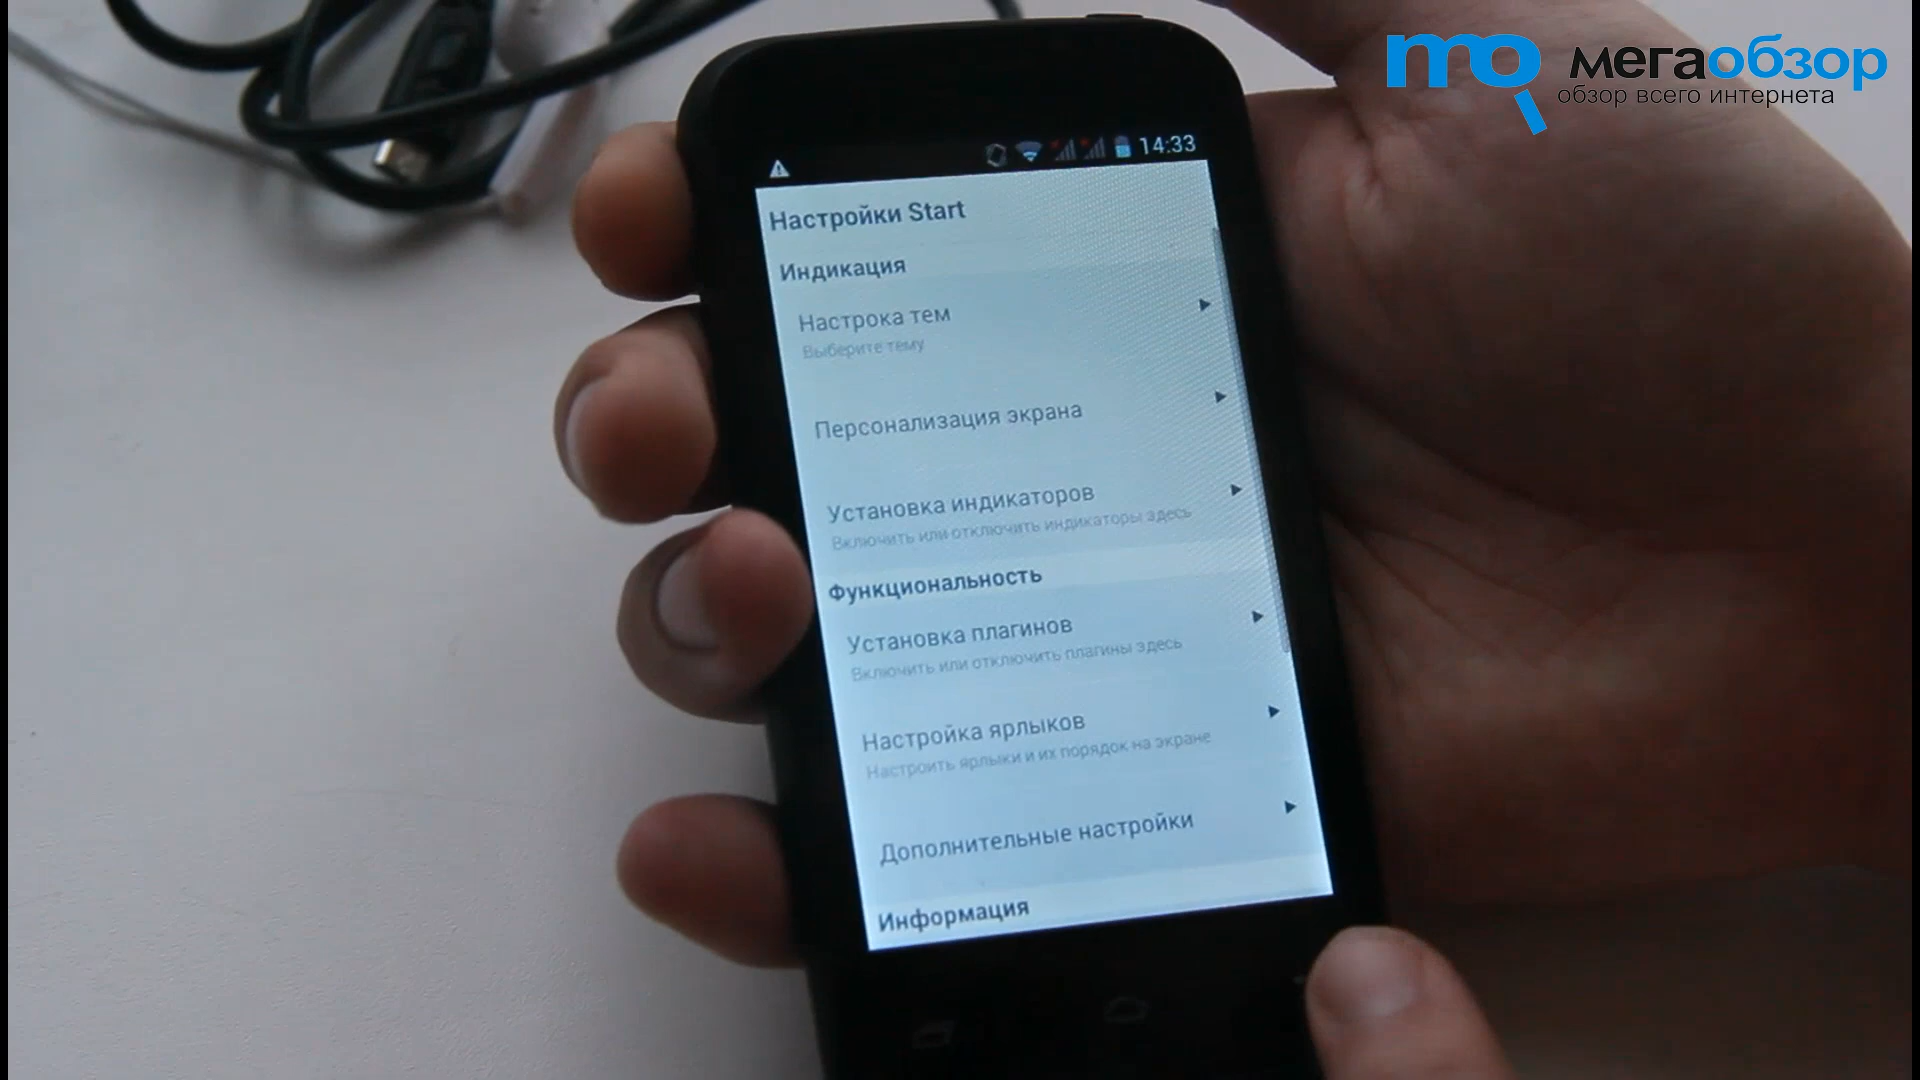 мегаобзор
обзор всего интернета
14:33
Настройки Start
Индикация
Настрока тем
Выберите тему
Персонализация экрана
Установка индикаторов
Включить или отключить индикаторы здесь
Функциональность
Установка плагинов
Включить или отключить плагины здесь
Настройка ярлыков
Настроить ярлыки и их порядок на экране
Дополнительные настройки
Информация